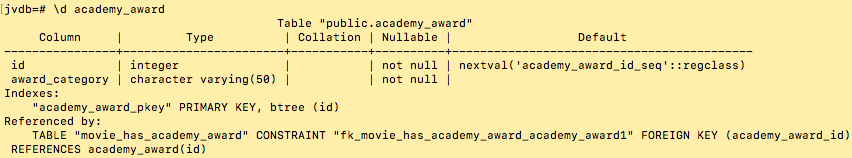 jvdb=# \d academy_award
Table "public.academy_award"
Column | Type | Collation | Nullable | Default
----------------+-----------------------+-----------+----------+--------------------------------------------
id | integer | | not null | nextval('academy_award_id_seq'::regclass)
award_category | character varying(50) | | not null |
Indexes:
"academy_award_pkey" PRIMARY KEY, btree (id)
Referenced by:
TABLE "movie_has_academy_award" CONSTRAINT "fk_movie_has_academy_award_academy_award1" FOREIGN KEY (academy_award_id)
REFERENCES academy_award(id)